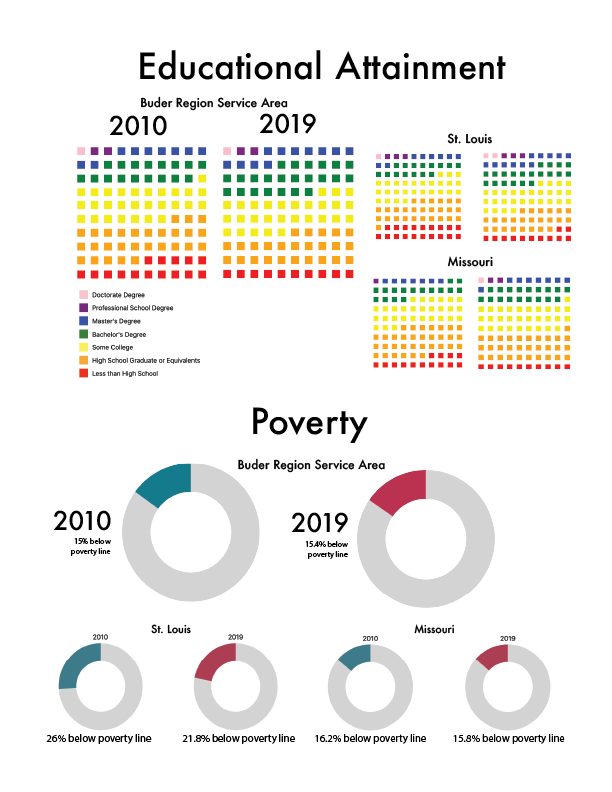 Educational Attainment
Buder Region Service Area
2010
2019
St. Louis
Missouri
Doctorate Degree
Professional School Degree
Master's Degree
Bachelor's Degree
Some College
High School Graduate or Equivalents
Less than High School
Poverty
Buder Region Service Area
2010
15% below
poverty line
2019
15.4% below
poverty line
St. Louis
Missouri
2010
2019
2010
2019
26% below poverty line
21.8% below poverty line
16.2% below poverty line
15.8% below poverty line